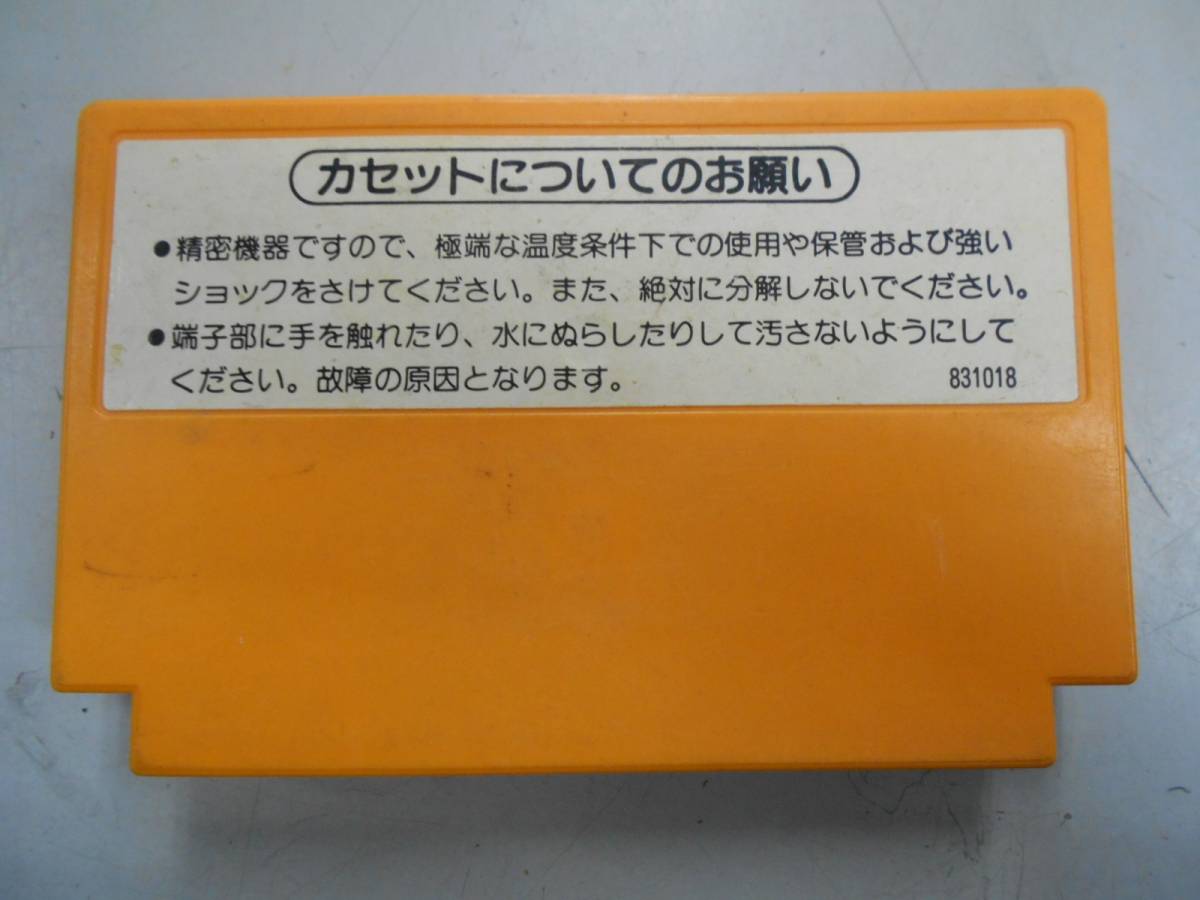 カセットについてのお願い
●精密機器ですので、極端な温度条件下での使用や保管および強い
ショックをさけてください。また、絶対に分解しないでください。
●端子部に手を触れたり、水にぬらしたりして汚さないようにして
ください。故障の原因となります。 831018